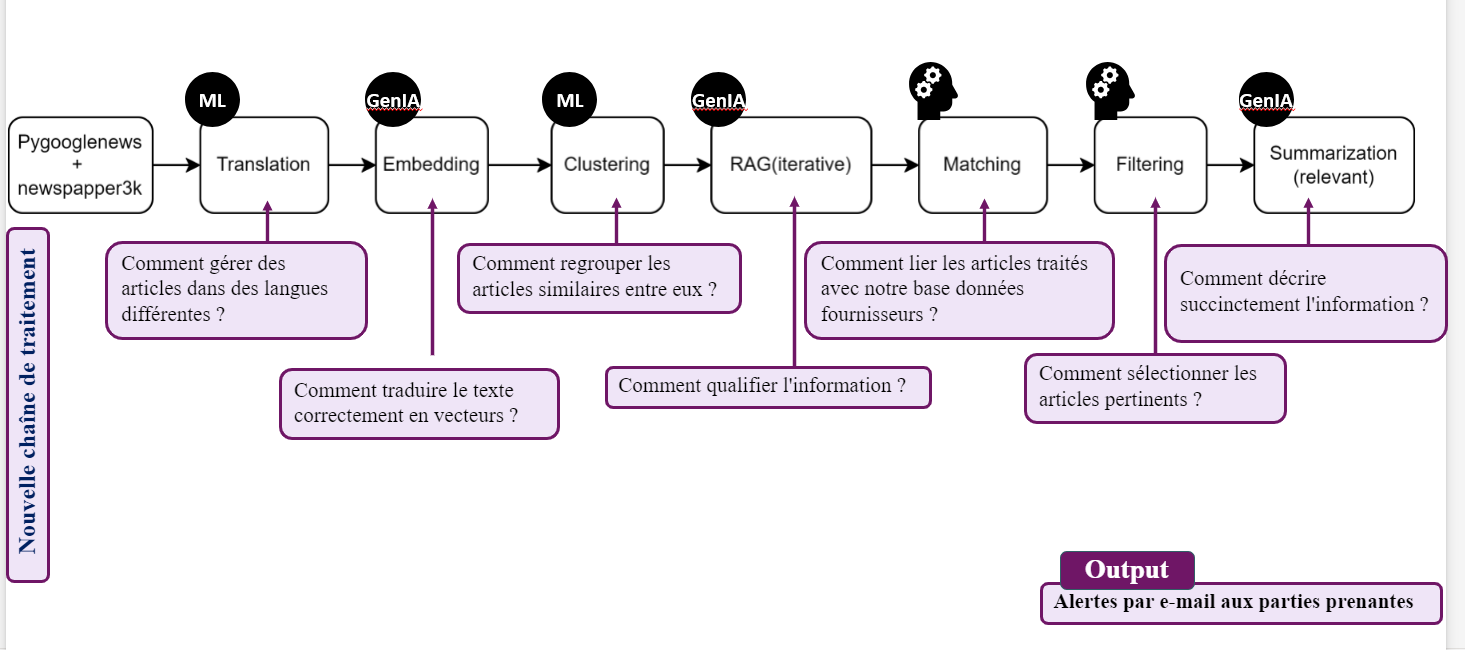 ML
GenIA
ML
GenIA
GenIA
Pygooglenews
+
newspapper3k
Translation
Embedding
Clustering
RAG(iterative)
Matching
Filtering
Summarization
(relevant)
Nouvelle chaîne de traitement
Comment gérer des
articles dans des langues
différentes ?
Comment traduire le texte
correctement en vecteurs ?
Comment regrouper les
articles similaires entre eux ?
Comment qualifier l'information ?
Comment lier les articles traités
avec notre base données
fournisseurs ?
Comment sélectionner les
articles pertinents ?
Comment décrire
succinctement l'information ?
Output
Alertes par e-mail aux parties prenantes